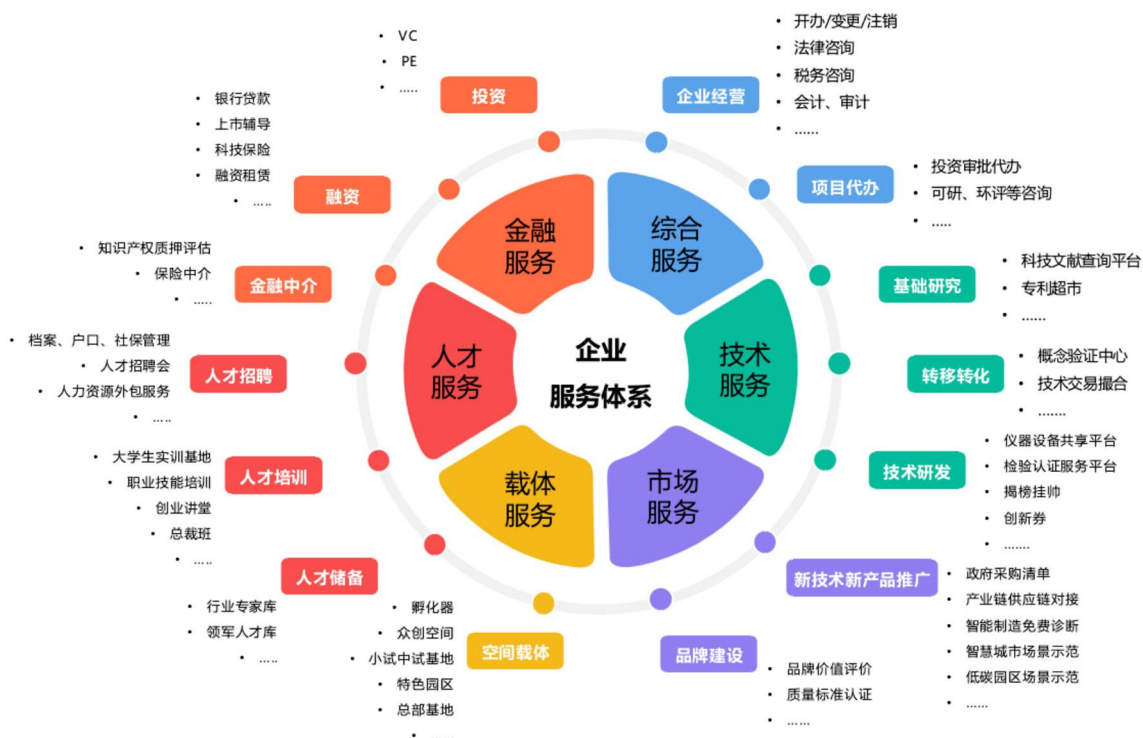 企业
服务体系
金融
服务
投资
• VC
• PE
• .....
融资
• 银行贷款
• 上市辅导
• 科技保险
• 融资租赁
• .....
金融中介
• 知识产权质押评估
• 保险中介
• .....
综合
服务
企业经营
• 开办/变更/注销
• 法律咨询
• 税务咨询
• 会计、审计
• ......
项目代办
• 投资审批代办
• 可研、环评等咨询
• .....
技术
服务
基础研究
• 科技文献查询平台
• 专利超市
• ......
转移转化
• 概念验证中心
• 技术交易撮合
• .......
技术研发
• 仪器设备共享平台
• 检验认证服务平台
• 揭榜挂帅
• 创新券
• .......
市场
服务
新技术新产品推广
• 政府采购清单
• 产业链供应链对接
• 智能制造免费诊断
• 智慧城市场景示范
• 低碳园区场景示范
• ......
品牌建设
• 品牌价值评价
• 质量标准认证
• ......
载体
服务
空间载体
• 孵化器
• 众创空间
• 小试中试基地
• 特色园区
• 总部基地
• .....
人才
服务
人才招聘
• 档案、户口、社保管理
• 人才招聘会
• 人力资源外包服务
• .....
人才培训
• 大学生实训基地
• 职业技能培训
• 创业讲堂
• 总裁班
• .....
人才储备
• 行业专家库
• 领军人才库
• .....